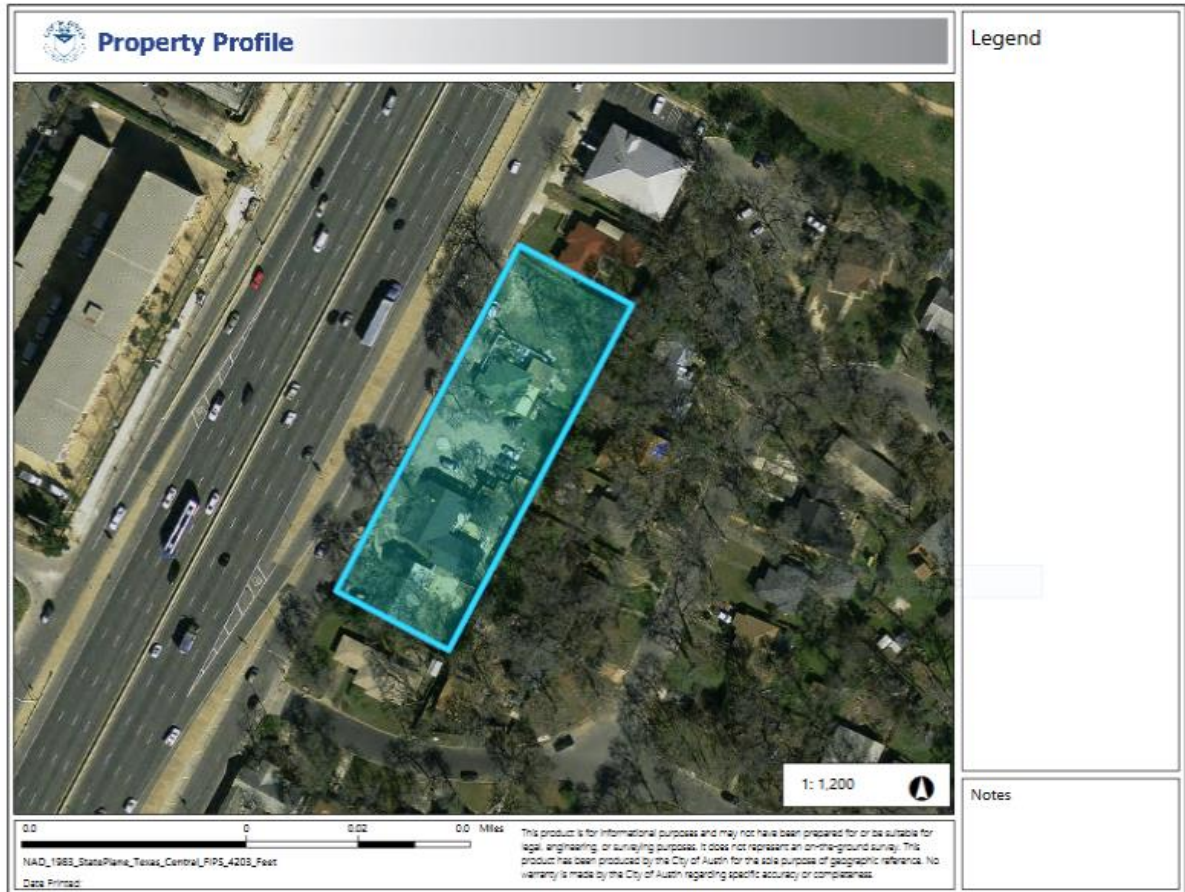 Property Profile
Legend
1: 1,200
Notes
0.0 0 0.02 0.0 Miles
NAD_1983_StatePlane_Texas_Central_FIPS_4203_Feet
Date Printed:
This product is for informational purposes and may not have been prepared for or be suitable for
legal, engineering, or surveying purposes. It does not represent an on-the-ground survey. This
product has been produced by the City of Austin for the sole purpose of geographic reference. No
warranty is made by the City of Austin regarding specific accuracy or completeness.